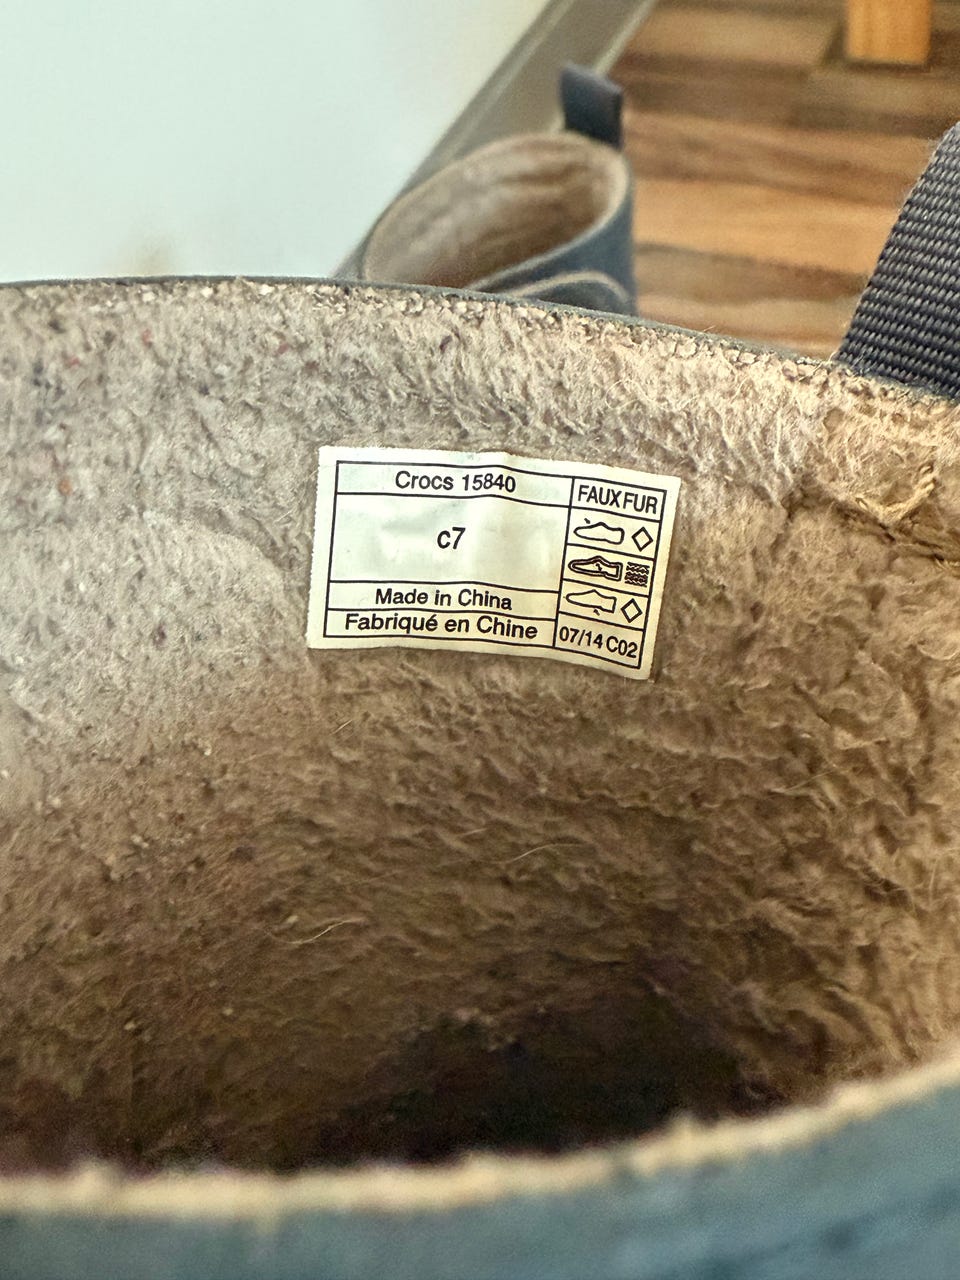 Crocs 15840
c7
Made in China
Fabriqué en Chine
FAUX FUR
07/14 C02